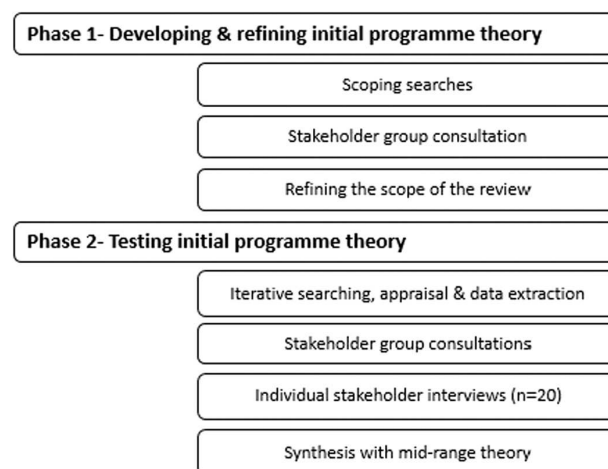 Phase 1- Developing & refining initial programme theory
Scoping searches
Stakeholder group consultation
Refining the scope of the review
Phase 2- Testing initial programme theory
Iterative searching, appraisal & data extraction
Stakeholder group consultations
Individual stakeholder interviews (n=20)
Synthesis with mid-range theory